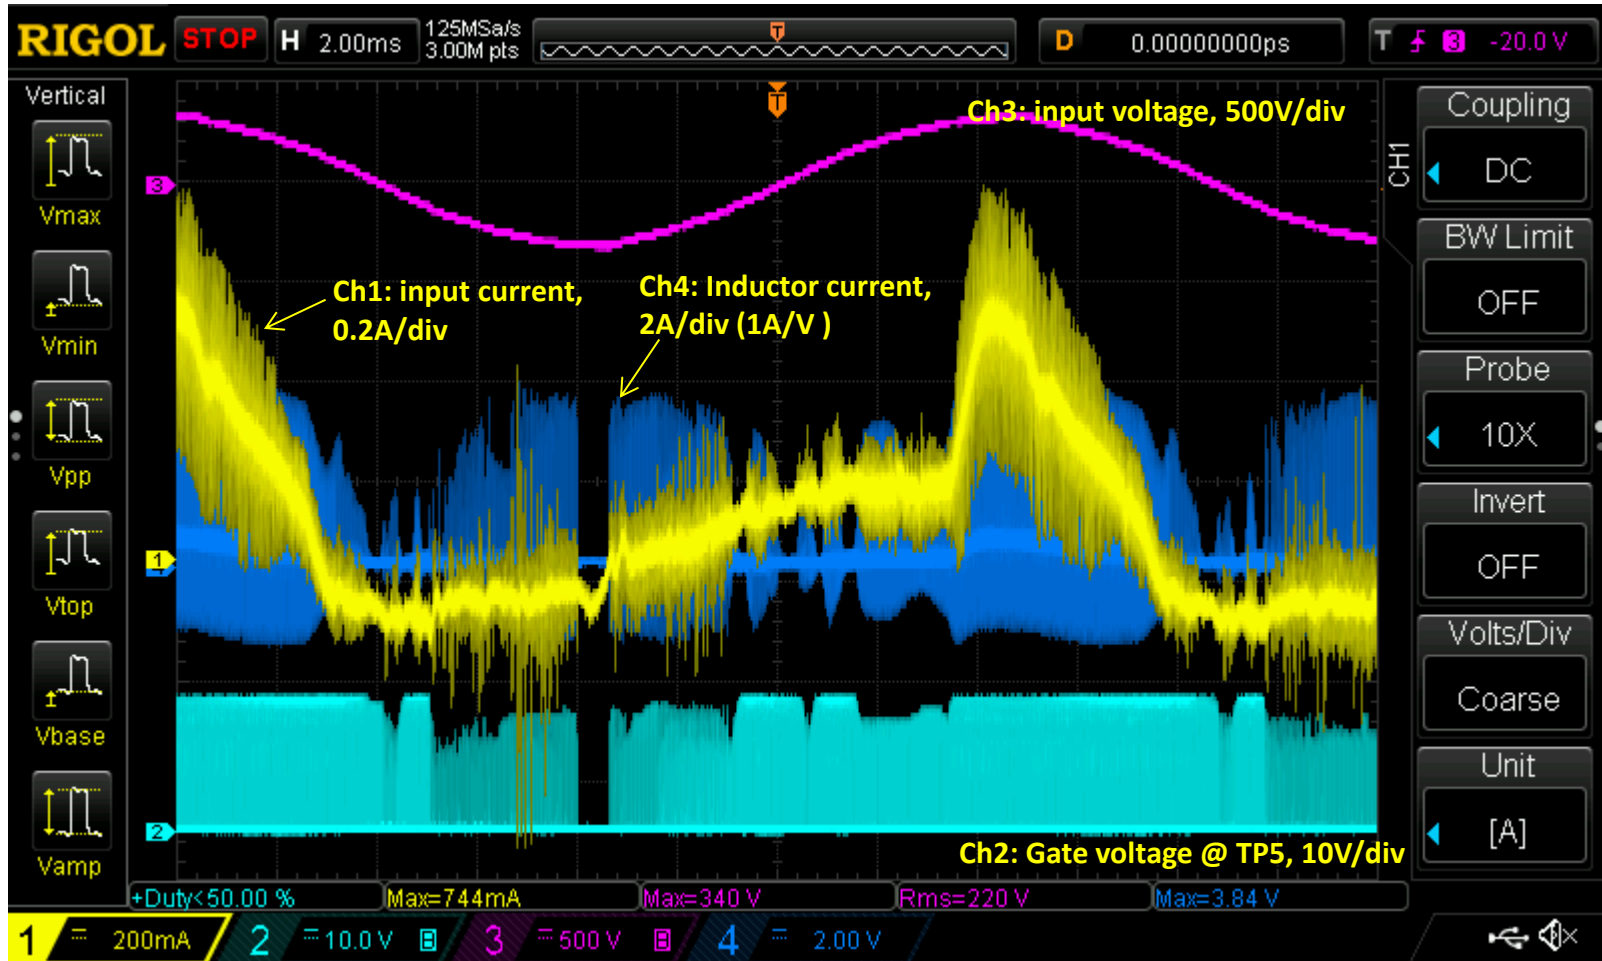 RIGOL STOP H 2.00ms 125MSa/s 3.00M pts T D 0.00000000ps T 3 -20.0 V
Vertical
Vmax
Vmin
Vpp
Vtop
Vbase
Vamp
T
Ch3: input voltage, 500V/div
3
Ch1: input current,
0.2A/div
Ch4: Inductor current,
2A/div (1A/V )
1
2
Ch2: Gate voltage @ TP5, 10V/div
CH1
Coupling
DC
BW Limit
OFF
Probe
10X
Invert
OFF
Volts/Div
Coarse
Unit
[A]
+Duty<50.00 % Max=744mA Max=340 V Rms=220 V Max=3.84 V
1 200mA 2 10.0 V B 3 500 V B 4 2.00 V